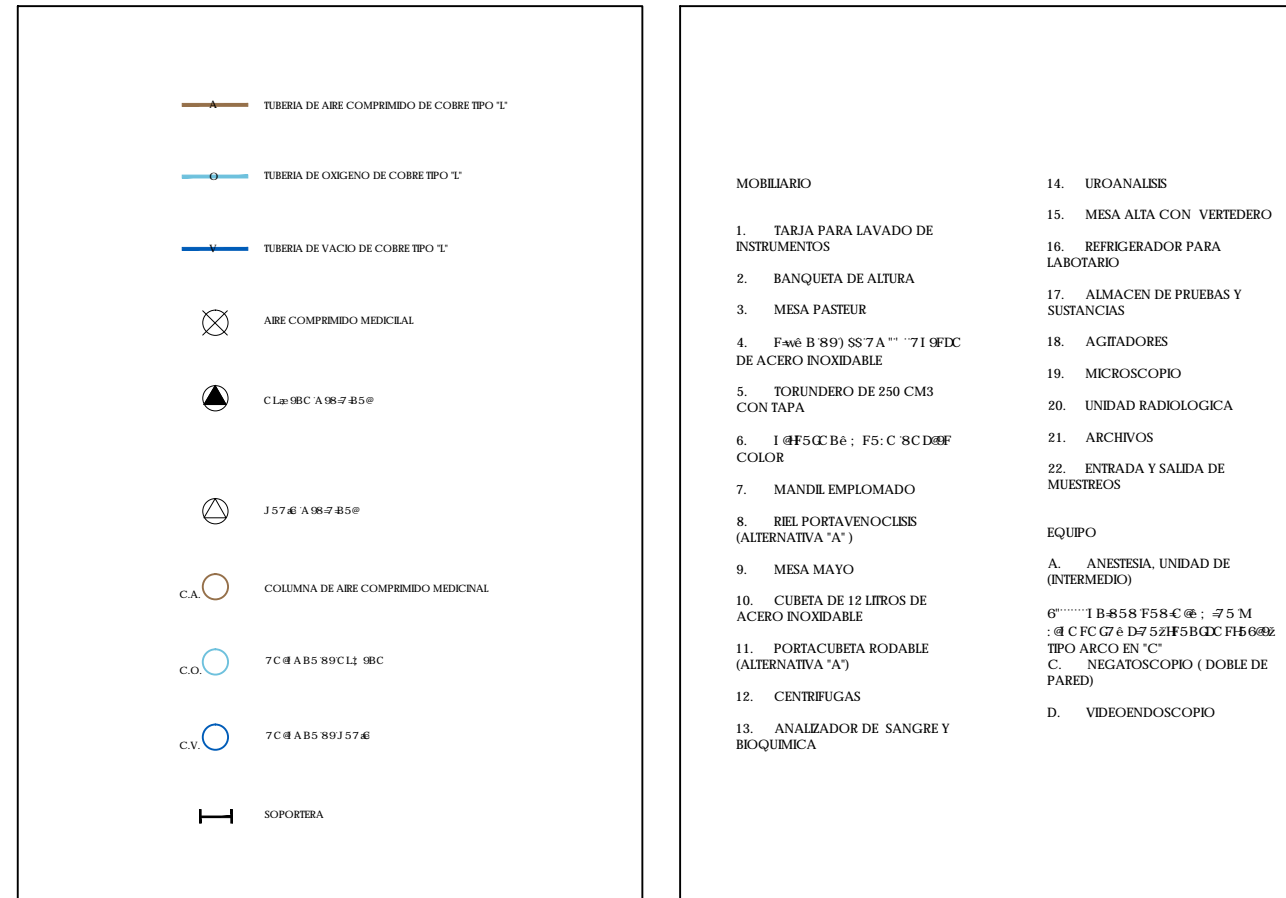 A
TUBERIA DE AIRE COMPRIMIDO DE COBRE TIPO "L"
O
TUBERIA DE OXIGENO DE COBRE TIPO "L"
V
TUBERIA DE VACIO DE COBRE TIPO "L"
AIRE COMPRIMIDO MEDICILAL
C.A.
COLUMNA DE AIRE COMPRIMIDO MEDICINAL
C.O.
C.V.
SOPORTERA
MOBILIARIO
1. TARJA PARA LAVADO DE
INSTRUMENTOS
2. BANQUETA DE ALTURA
3. MESA PASTEUR
4.
DE ACERO INOXIDABLE
5. TORUNDERO DE 250 CM3
CON TAPA
6.
COLOR
7. MANDIL EMPLOMADO
8. RIEL PORTAVENOCLISIS
(ALTERNATIVA "A" )
9. MESA MAYO
10. CUBETA DE 12 LITROS DE
ACERO INOXIDABLE
11. PORTACUBETA RODABLE
(ALTERNATIVA "A")
12. CENTRIFUGAS
13. ANALIZADOR DE SANGRE Y
BIOQUIMICA
14. UROANALISIS
15. MESA ALTA CON VERTEDERO
16. REFRIGERADOR PARA
LABOTARIO
17. ALMACEN DE PRUEBAS Y
SUSTANCIAS
18. AGITADORES
19. MICROSCOPIO
20. UNIDAD RADIOLOGICA
21. ARCHIVOS
22. ENTRADA Y SALIDA DE
MUESTREOS
EQUIPO
A. ANESTESIA, UNIDAD DE
(INTERMEDIO)
TIPO ARCO EN "C"
C. NEGATOSCOPIO ( DOBLE DE
PARED)
D. VIDEOENDOSCOPIO